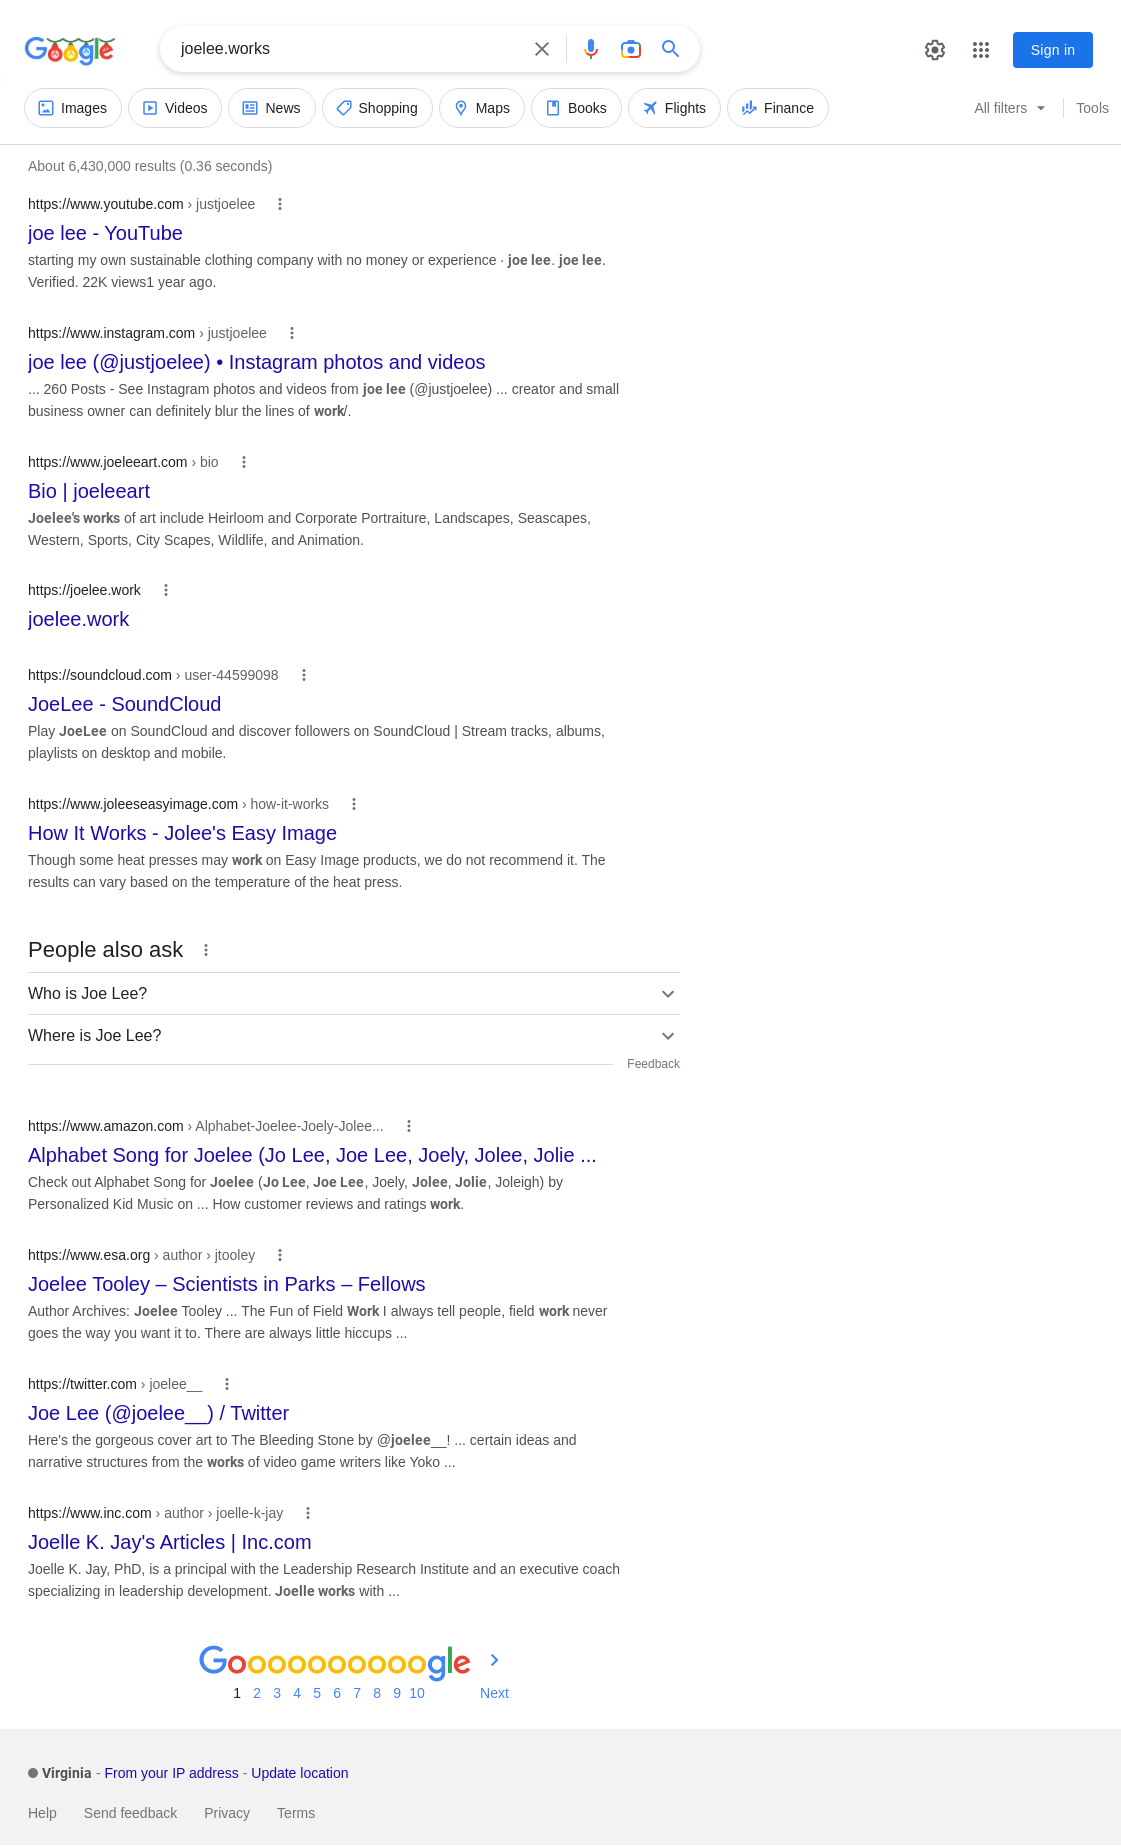 Google
joelee.works
Sign in
Images
Videos
News
Shopping
Maps
Books
Flights
Finance
All filters
Tools
About 6,430,000 results (0.36 seconds)
https://www.youtube.com › justjoelee
joe lee - YouTube
starting my own sustainable clothing company with no money or experience · joe lee. joe lee.
Verified. 22K views1 year ago.
https://www.instagram.com › justjoelee
joe lee (@justjoelee) • Instagram photos and videos
... 260 Posts - See Instagram photos and videos from joe lee (@justjoelee) ... creator and small
business owner can definitely blur the lines of work/.
https://www.joeleeart.com › bio
Bio | joeleeart
Joelee's works of art include Heirloom and Corporate Portraiture, Landscapes, Seascapes,
Western, Sports, City Scapes, Wildlife, and Animation.
https://joelee.work
joelee.work
https://soundcloud.com › user-44599098
JoeLee - SoundCloud
Play JoeLee on SoundCloud and discover followers on SoundCloud | Stream tracks, albums,
playlists on desktop and mobile.
https://www.joleeseasyimage.com › how-it-works
How It Works - Jolee's Easy Image
Though some heat presses may work on Easy Image products, we do not recommend it. The
results can vary based on the temperature of the heat press.
People also ask
Who is Joe Lee?
Where is Joe Lee?
Feedback
https://www.amazon.com › Alphabet-Joelee-Joely-Jolee...
Alphabet Song for Joelee (Jo Lee, Joe Lee, Joely, Jolee, Jolie ...
Check out Alphabet Song for Joelee (Jo Lee, Joe Lee, Joely, Jolee, Jolie, Joleigh) by
Personalized Kid Music on ... How customer reviews and ratings work.
https://www.esa.org › author › jtooley
Joelee Tooley – Scientists in Parks – Fellows
Author Archives: Joelee Tooley ... The Fun of Field Work I always tell people, field work never
goes the way you want it to. There are always little hiccups ...
https://twitter.com › joelee__
Joe Lee (@joelee__) / Twitter
Here's the gorgeous cover art to The Bleeding Stone by @joelee__! ... certain ideas and
narrative structures from the works of video game writers like Yoko ...
https://www.inc.com › author › joelle-k-jay
Joelle K. Jay's Articles | Inc.com
Joelle K. Jay, PhD, is a principal with the Leadership Research Institute and an executive coach
specializing in leadership development. Joelle works with ...
Goooooooooogle
1 2 3 4 5 6 7 8 9 10 Next
Virginia - From your IP address - Update location
Help Send feedback Privacy Terms